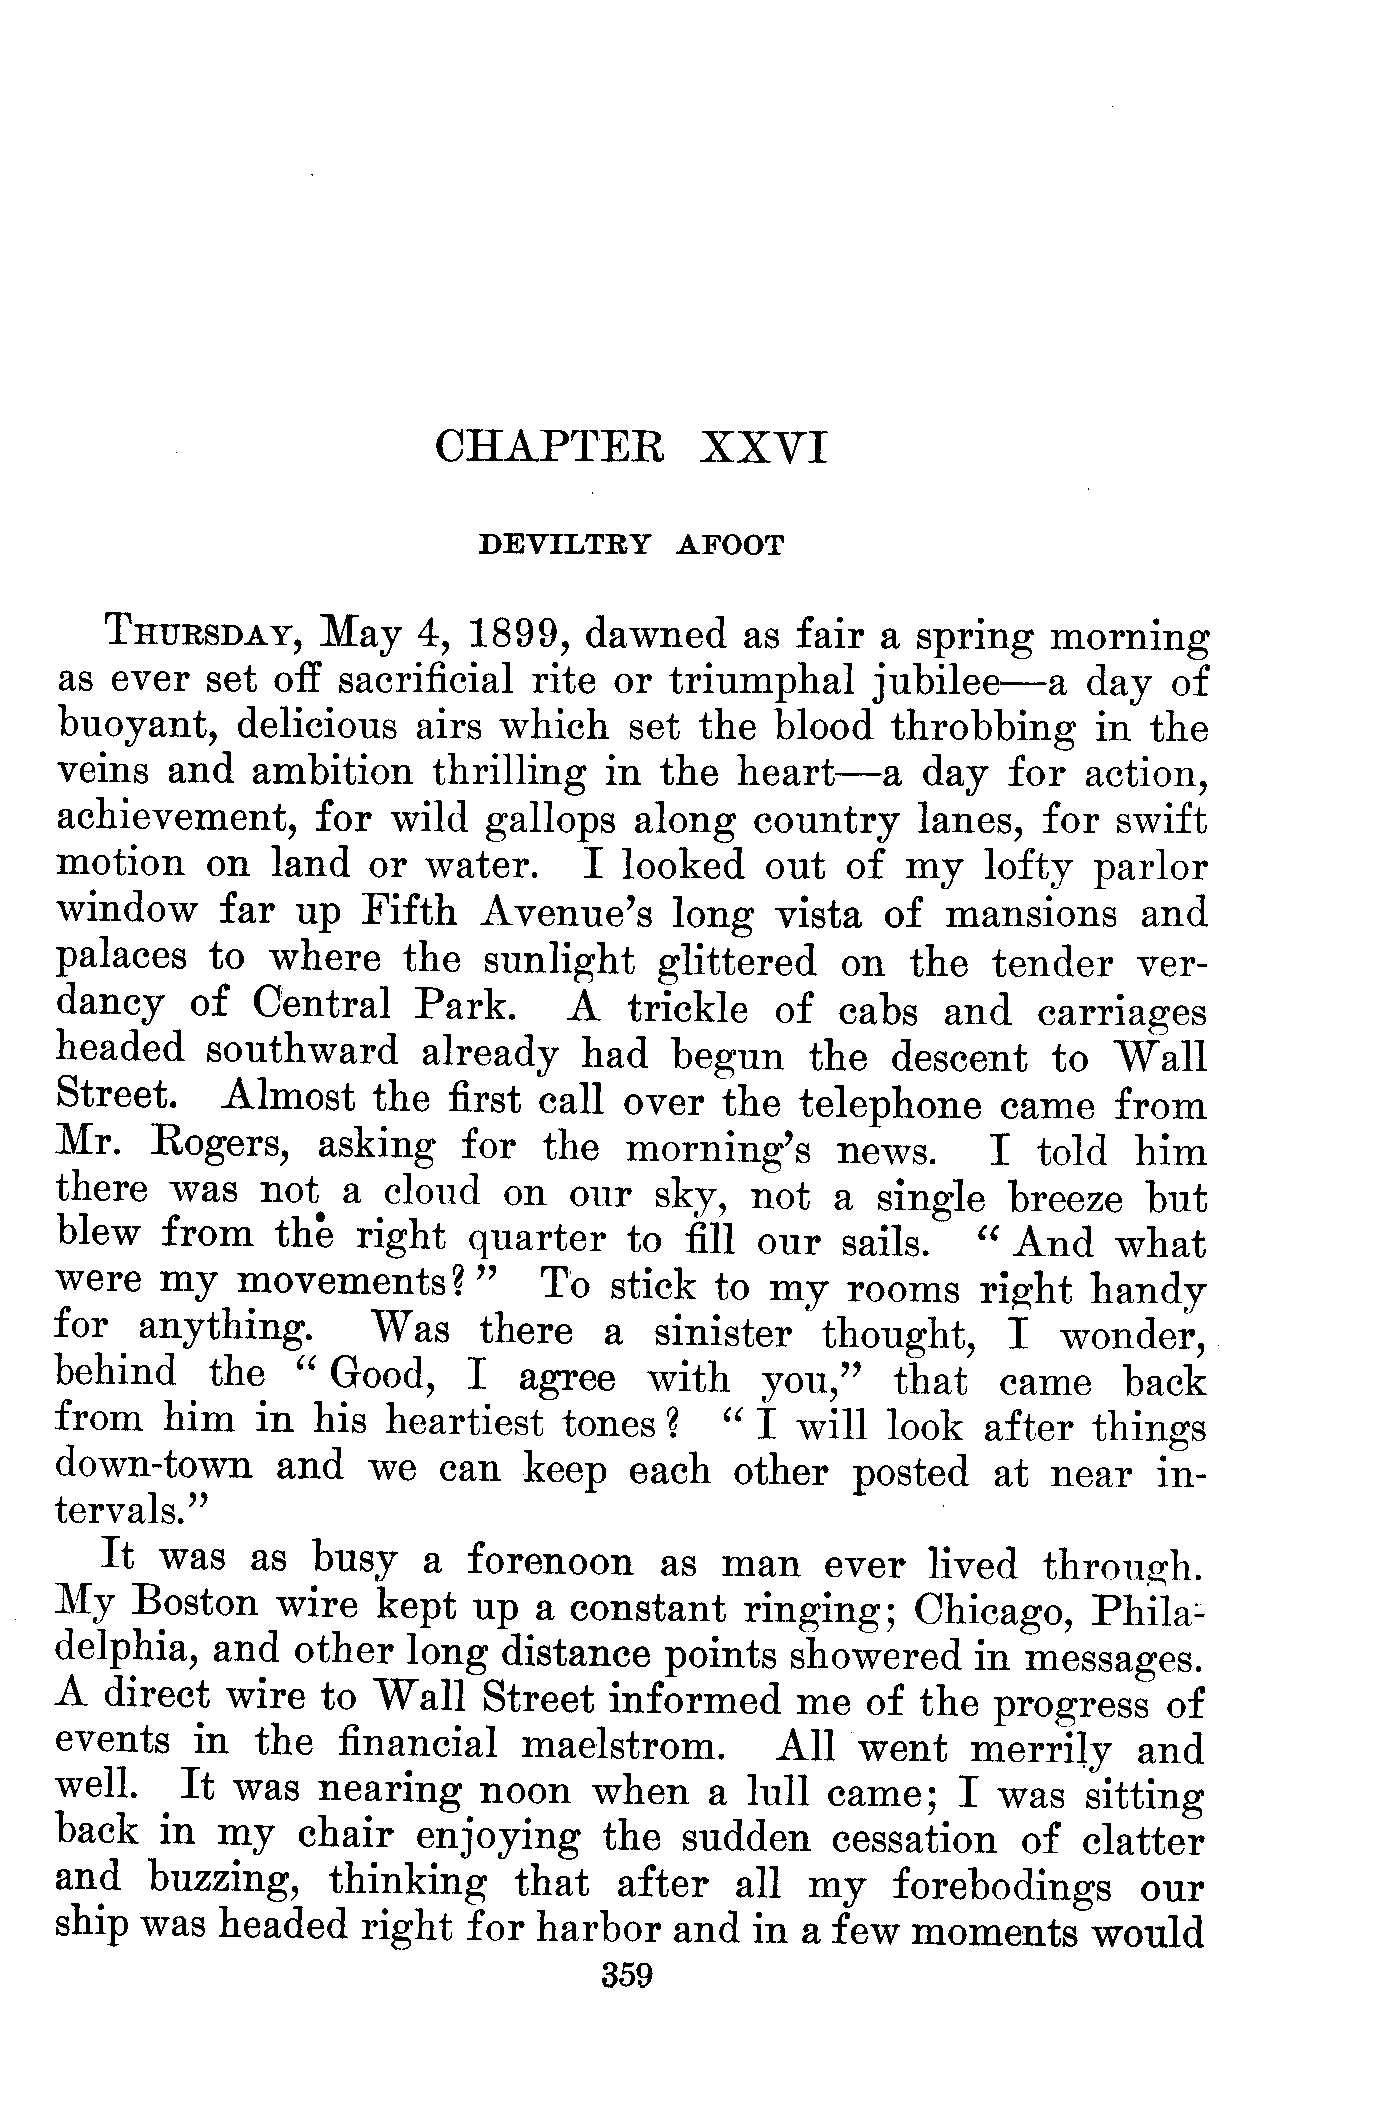 CHAPTER XXVI
DEVILTRY AFOOT
THURSDAY, May 4, 1899, dawned as fair a spring morning
as ever set off sacrificial rite or triumphal jubilee—a day of
buoyant, delicious airs which set the blood throbbing in the
veins and ambition thrilling in the heart—a day for action,
achievement, for wild gallops along country lanes, for swift
motion on land or water. I looked out of my lofty parlor
window far up Fifth Avenue's long vista of mansions and
palaces to where the sunlight glittered on the tender ver-
dancy of Central Park. A trickle of cabs and carriages
headed southward already had begun the descent to Wall
Street. Almost the first call over the telephone came from
Mr. Rogers, asking for the morning's news. I told him
there was not a cloud on our sky, not a single breeze but
blew from the right quarter to fill our sails. "And what
were my movements?" To stick to my rooms right handy
for anything. Was there a sinister thought, I wonder,
behind the "Good, I agree with you," that came back
from him in his heartiest tones? "I will look after things
down-town and we can keep each other posted at near in-
tervals."
It was as busy a forenoon as man ever lived through.
My Boston wire kept up a constant ringing; Chicago, Phila-
delphia, and other long distance points showered in messages.
A direct wire to Wall Street informed me of the progress of
events in the financial maelstrom. All went merrily and
well. It was nearing noon when a lull came; I was sitting
back in my chair enjoying the sudden cessation of clatter
and buzzing, thinking that after all my forebodings our
ship was headed right for harbor and in a few moments would
359